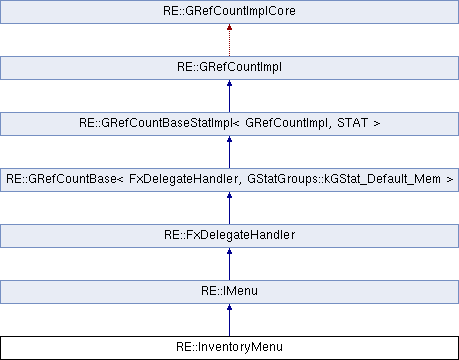 RE::GRefCountImplCore
RE::GRefCountImpl
RE::GRefCountBaseStatImpl< GRefCountImpl, STAT >
RE::GRefCountBase< FxDelegateHandler, GStatGroups::kGStat_Default_Mem >
RE::FxDelegateHandler
RE::IMenu
RE::InventoryMenu